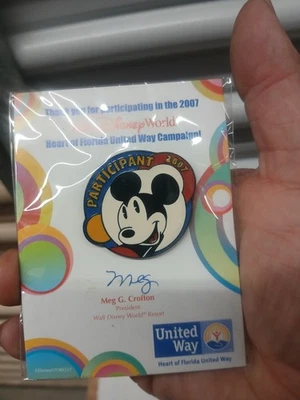 Thank you for participating in the 2007
Disney World
Heart of Florida United Way Campaign!
PARTICIPANT 2007
Meg
Meg G. Crofton
President
Walt Disney World® Resort
United
Way
Heart of Florida United Way